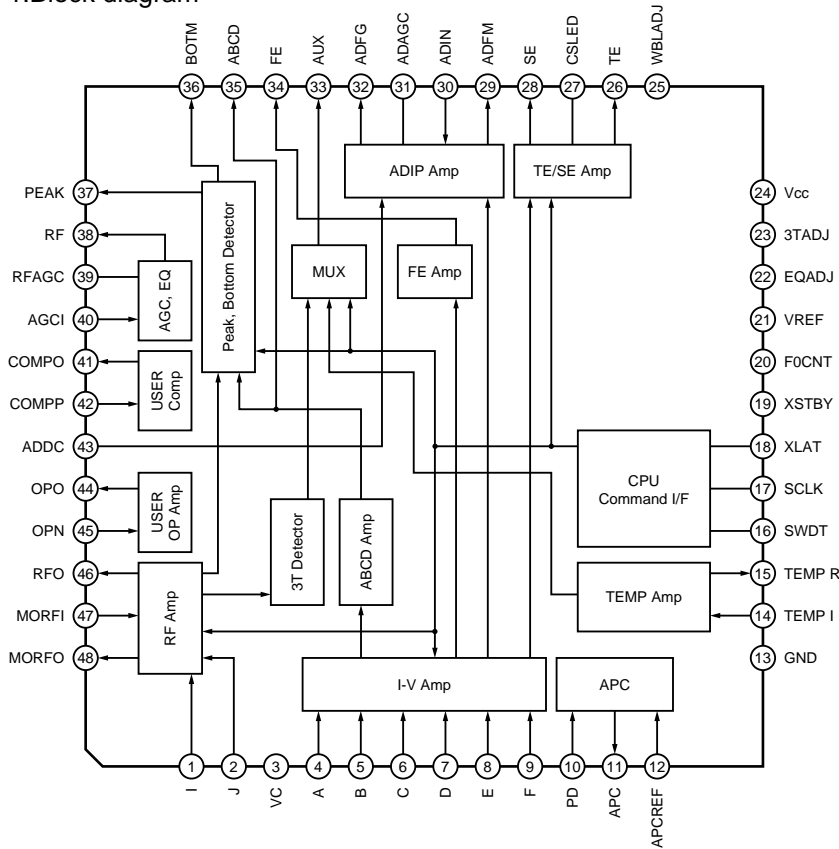 1.Block diagram
BOTM
ABCD
FE
AUX
ADFG
ADAGC
ADIN
ADFM
SE
CSLED
TE
WBLADJ
36
35
34
33
32
31
30
29
28
27
26
25
PEAK 37
RF 38
RFAGC 39
AGCI 40
COMPO 41
COMPP 42
ADDC 43
OPO 44
OPN 45
RFO 46
MORFI 47
MORFO 48
ADIP Amp
TE/SE Amp
Peak, Bottom Detector
AGC, EQ
MUX
FE Amp
USER
Comp
USER
OP Amp
3T Detector
ABCD Amp
CPU
Command I/F
TEMP Amp
RF Amp
I-V Amp
APC
24 Vcc
23 3TADJ
22 EQADJ
21 VREF
20 F0CNT
19 XSTBY
18 XLAT
17 SCLK
16 SWDT
15 TEMP R
14 TEMP I
13 GND
1
2
3
4
5
6
7
8
9
10
11
12
I
J
VC
A
B
C
D
E
F
PD
APC
APCREF